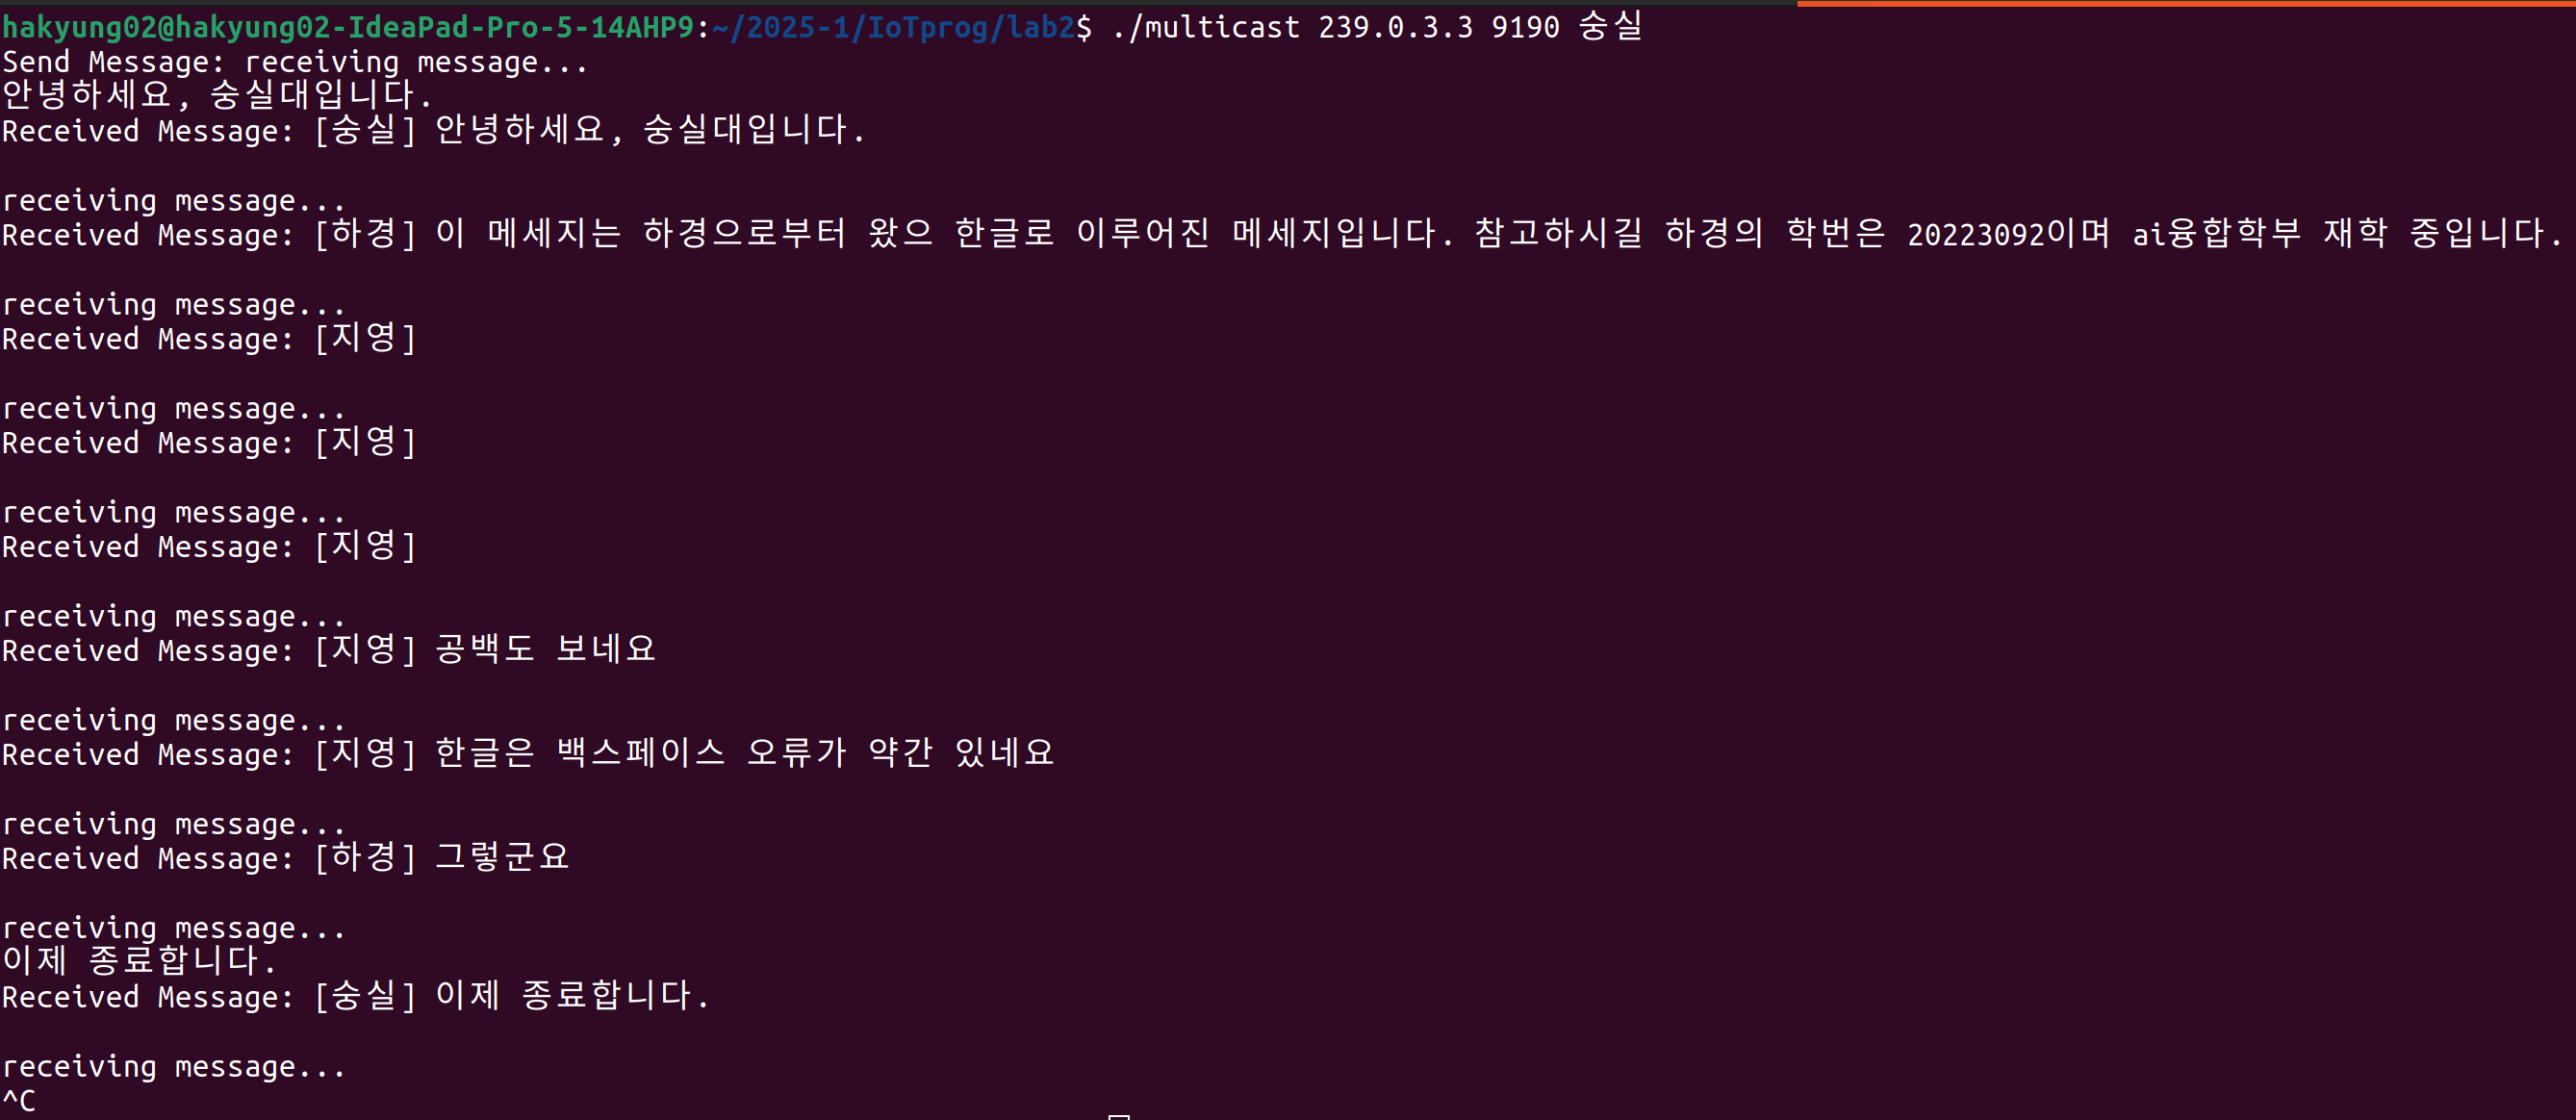 hakyung02@hakyung02-IdeaPad-Pro-5-14AHP9:~/2025-1/IoTprog/lab2$ ./multicast 239.0.3.3 9190 숭실
Send Message: receiving message...
안녕하세요, 숭실대입니다.
Received Message: [숭실] 안녕하세요, 숭실대입니다.
receiving message...
Received Message: [하경] 이 메세지는 하경으로부터 왔으 한글로 이루어진 메세지입니다. 참고하시길 하경의 학번은 20223092이며 ai융합학부 재학 중입니다.
receiving message...
Received Message: [지영]
receiving message...
Received Message: [지영]
receiving message...
Received Message: [지영]
receiving message...
Received Message: [지영] 공백도 보네요
receiving message...
Received Message: [지영] 한글은 백스페이스 오류가 약간 있네요
receiving message...
Received Message: [하경] 그렇군요
receiving message...
이제 종료합니다.
Received Message: [숭실] 이제 종료합니다.
receiving message...
^C